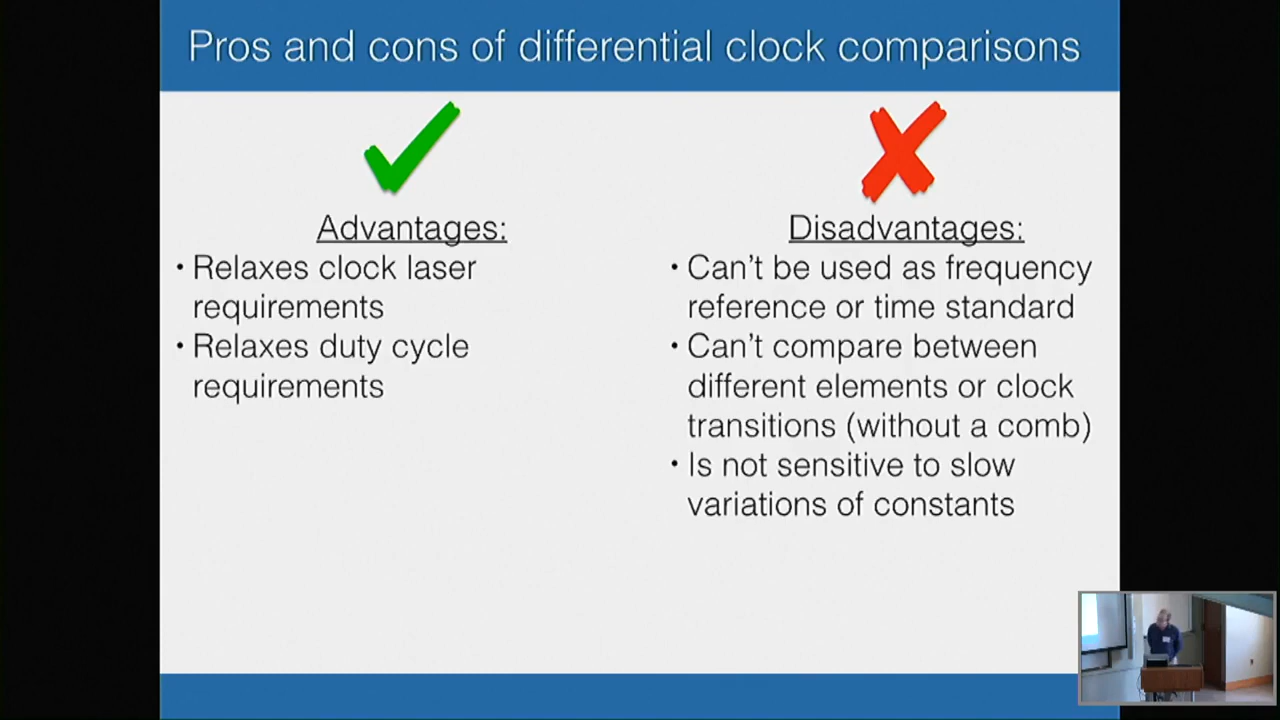 Pros and cons of differential clock comparisons
Advantages:
• Relaxes clock laser
requirements
• Relaxes duty cycle
requirements
Disadvantages:
• Can't be used as frequency
reference or time standard
• Can't compare between
different elements or clock
transitions (without a comb)
• Is not sensitive to slow
variations of constants